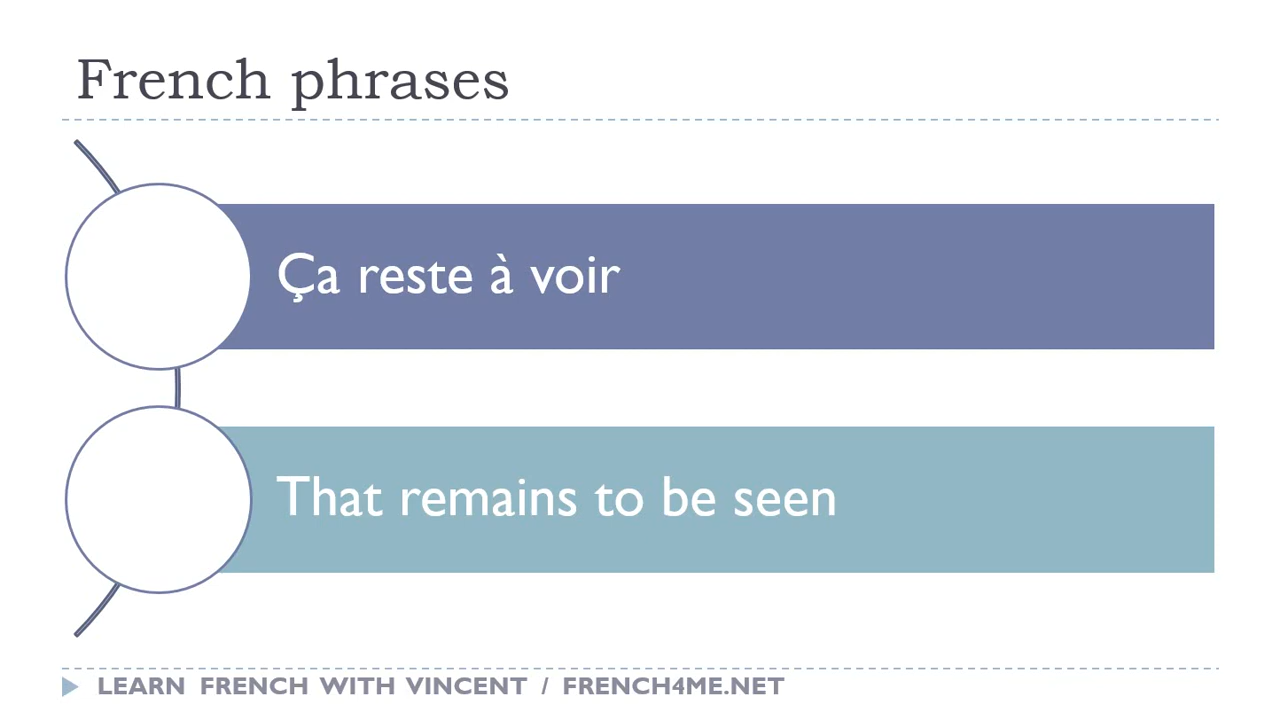 French phrases
Ça reste à voir
That remains to be seen
LEARN FRENCH WITH VINCENT / FRENCH4ME.NET